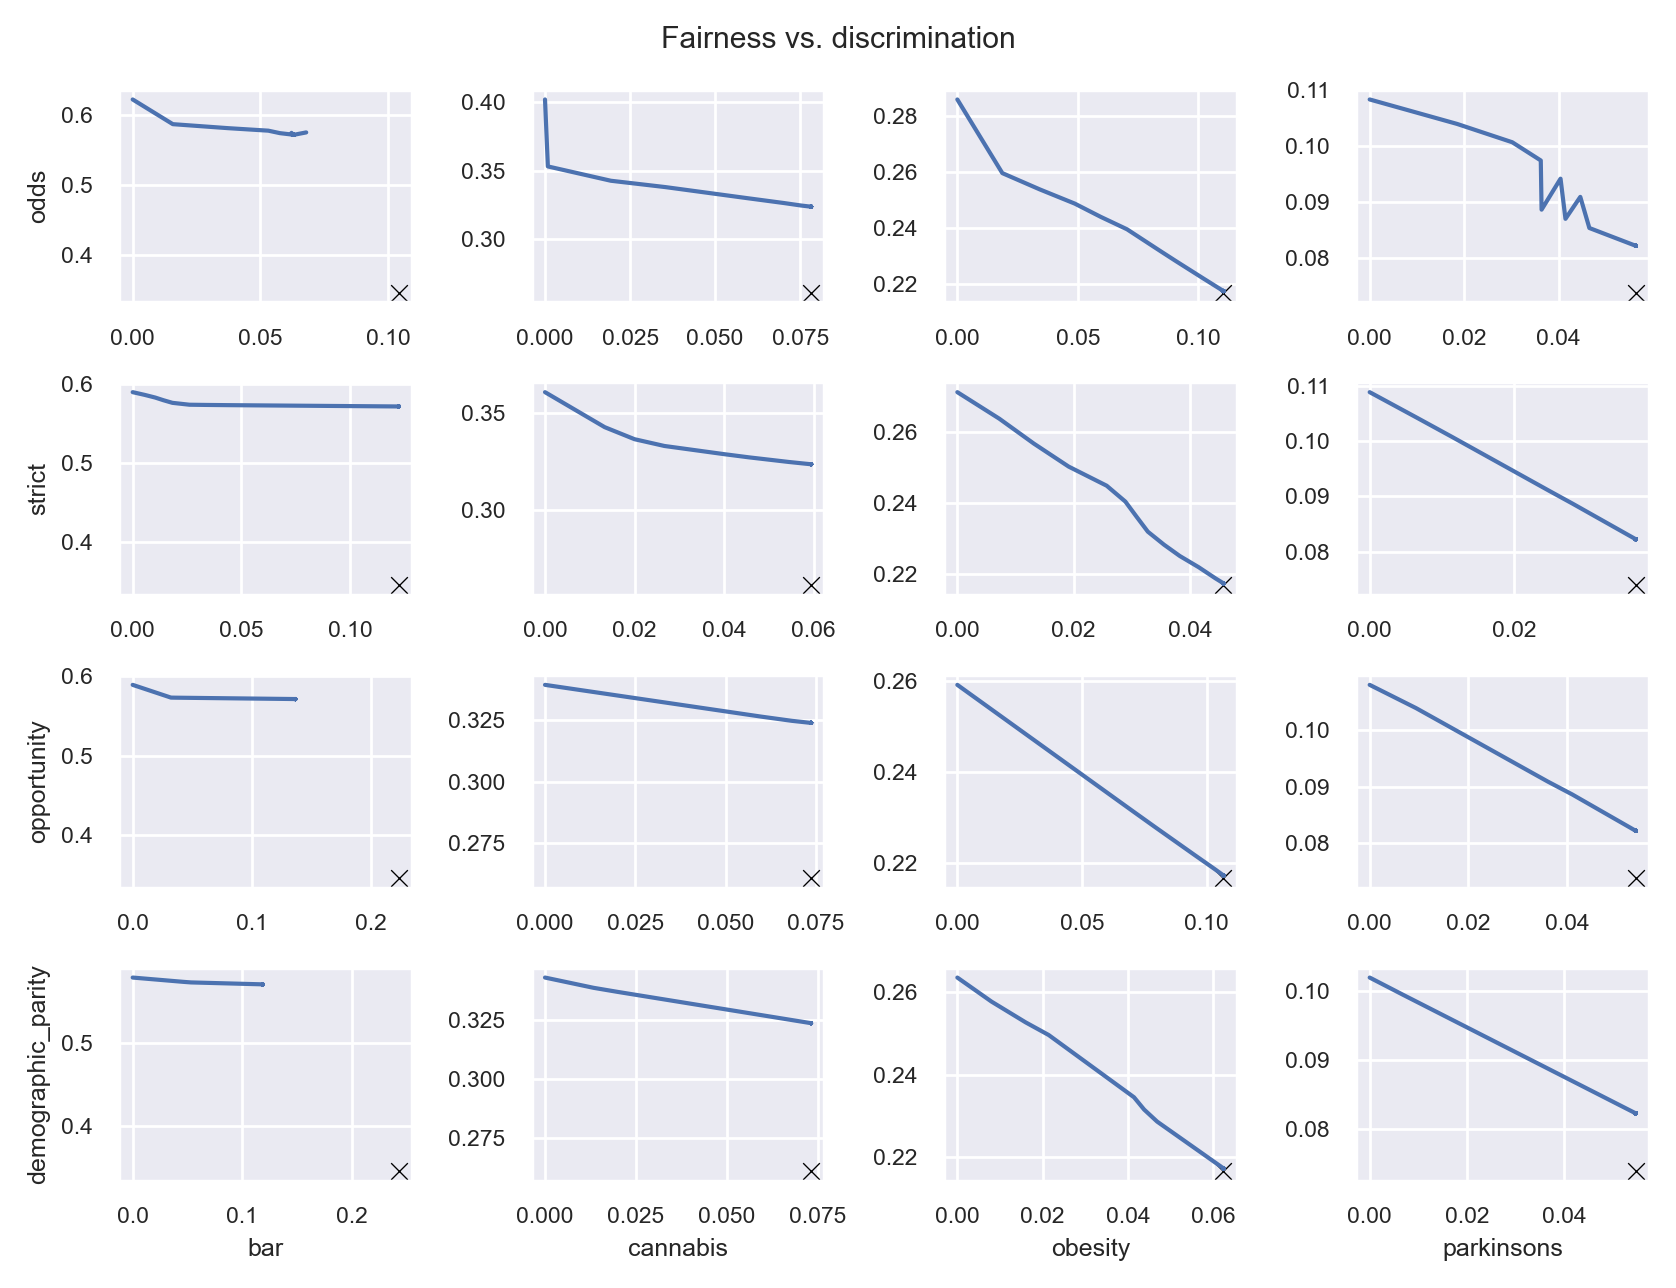 Fairness vs. discrimination
odds
0.6
0.5
0.4
0.00 0.05 0.10
0.40
0.35
0.30
0.000 0.025 0.050 0.075
0.28
0.26
0.24
0.22
0.00 0.05 0.10
0.11
0.10
0.09
0.08
0.00 0.02 0.04
strict
0.6
0.5
0.4
0.00 0.05 0.10
0.35
0.30
0.00 0.02 0.04 0.06
0.26
0.24
0.22
0.00 0.02 0.04
0.11
0.10
0.09
0.08
0.00 0.02
opportunity
0.6
0.5
0.4
0.0 0.1 0.2
0.325
0.300
0.275
0.000 0.025 0.050 0.075
0.26
0.24
0.22
0.00 0.05 0.10
0.10
0.09
0.08
0.00 0.02 0.04
demographic_parity
0.5
0.4
0.0 0.1 0.2
bar
0.325
0.300
0.275
0.000 0.025 0.050 0.075
cannabis
0.26
0.24
0.22
0.00 0.02 0.04 0.06
obesity
0.10
0.09
0.08
0.00 0.02 0.04
parkinsons